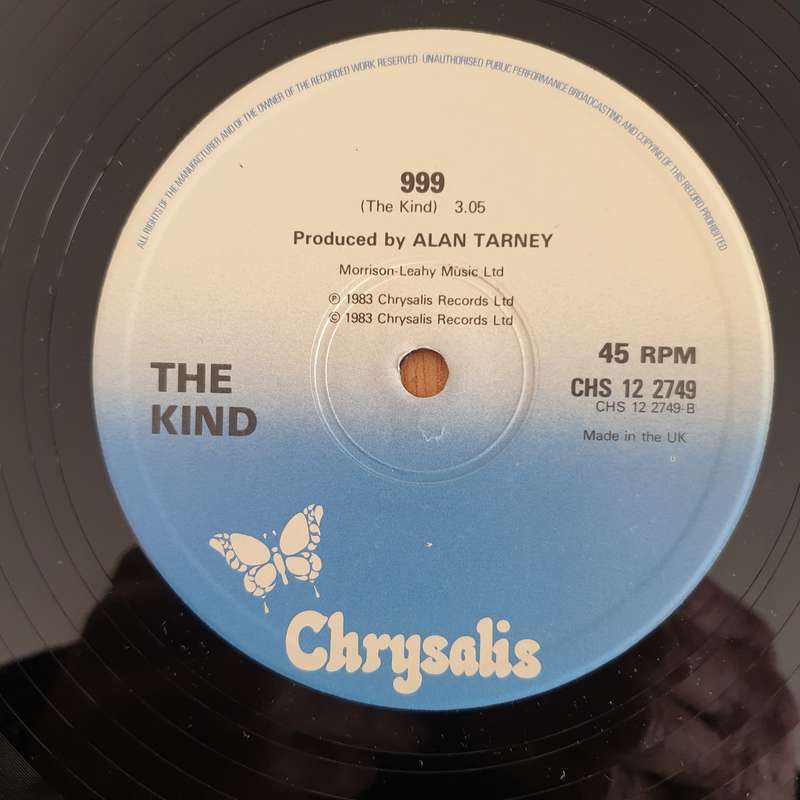 ALL RIGHTS OF THE MANUFACTURER AND OF THE OWNER OF THE RECORDED WORK RESERVED · UNAUTHORISED PUBLIC PERFORMANCE BROADCASTING AND COPYING OF THIS RECORD PROHIBITED
999
(The Kind) 3.05
Produced by ALAN TARNEY
Morrison-Leahy Music Ltd
℗ 1983 Chrysalis Records Ltd
© 1983 Chrysalis Records Ltd
THE
KIND
45 RPM
CHS 12 2749
CHS 12 2749-B
Made in the UK
Chrysalis